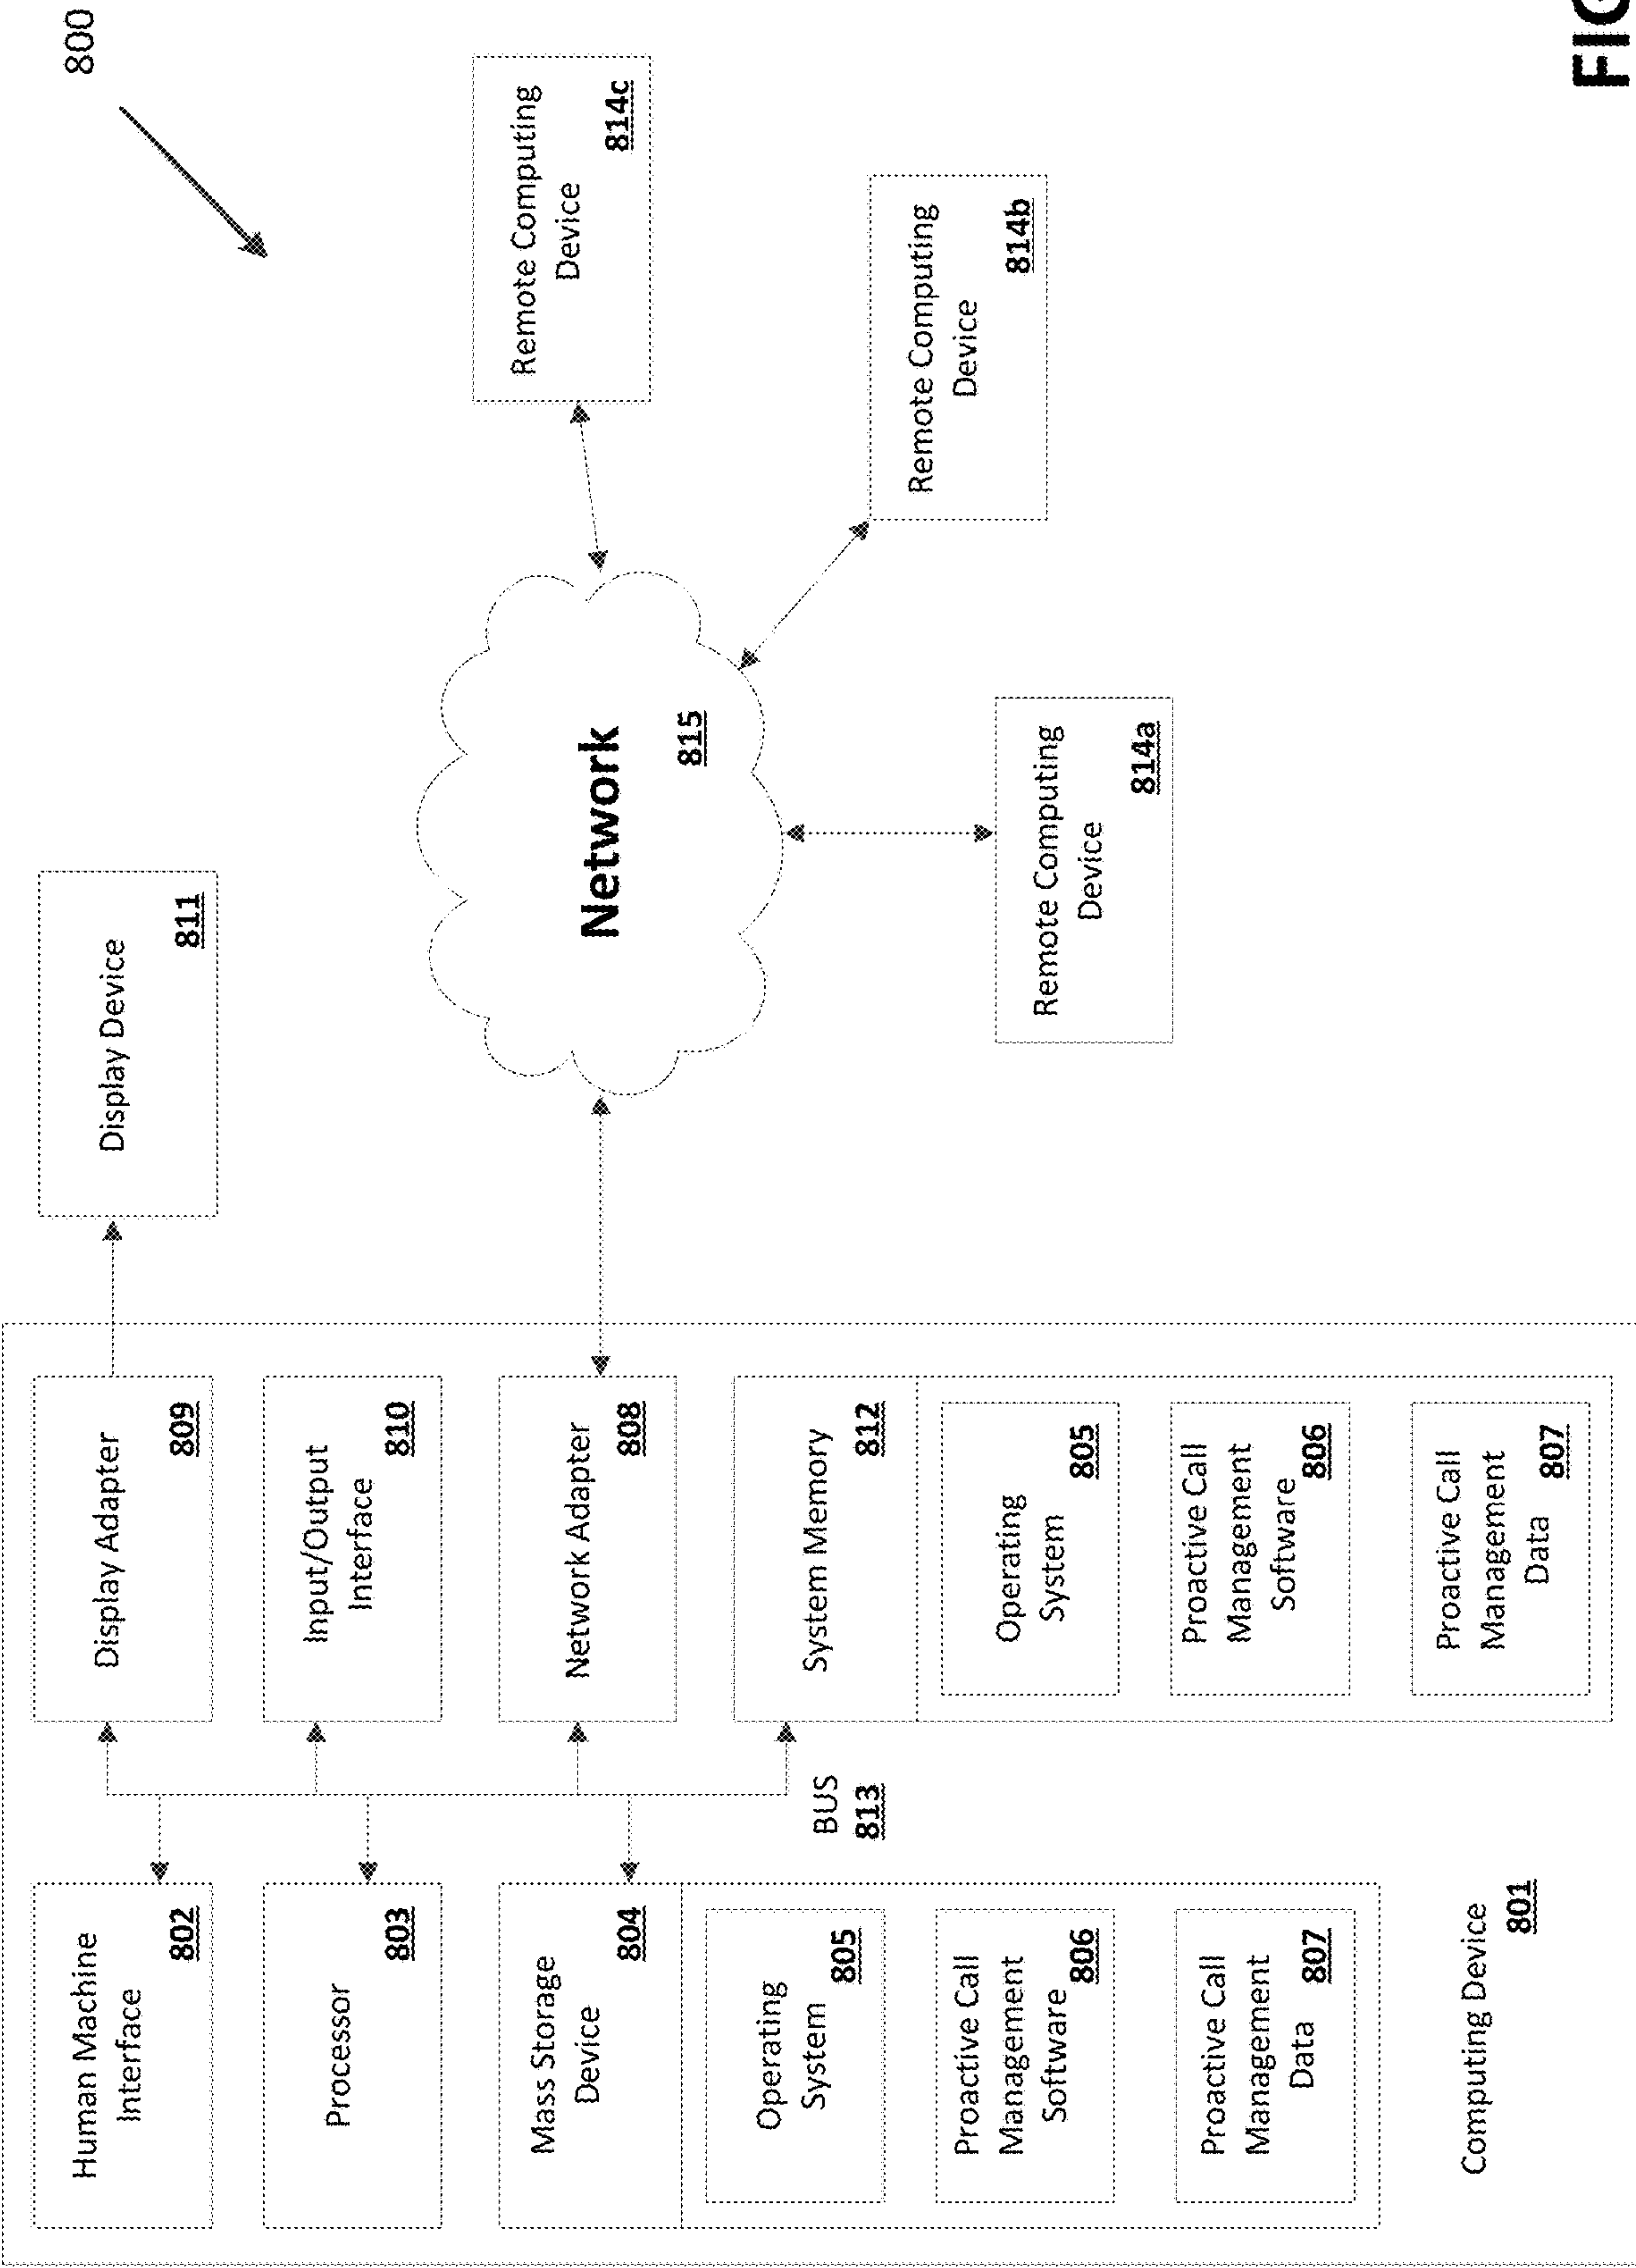 800
Human Machine
Interface
802
Display Adapter
809
Display Device
811
Processor
803
Input/Output
Interface
810
Mass Storage
Device
804
Network Adapter
808
Network
815
Remote Computing
Device
814c
Operating
System
805
System Memory
812
BUS
813
Proactive Call
Management
Software
806
Operating
System
805
Remote Computing
Device
814b
Proactive Call
Management
Data
807
Proactive Call
Management
Software
806
Remote Computing
Device
814a
Proactive Call
Management
Data
807
Computing Device
801
FIG